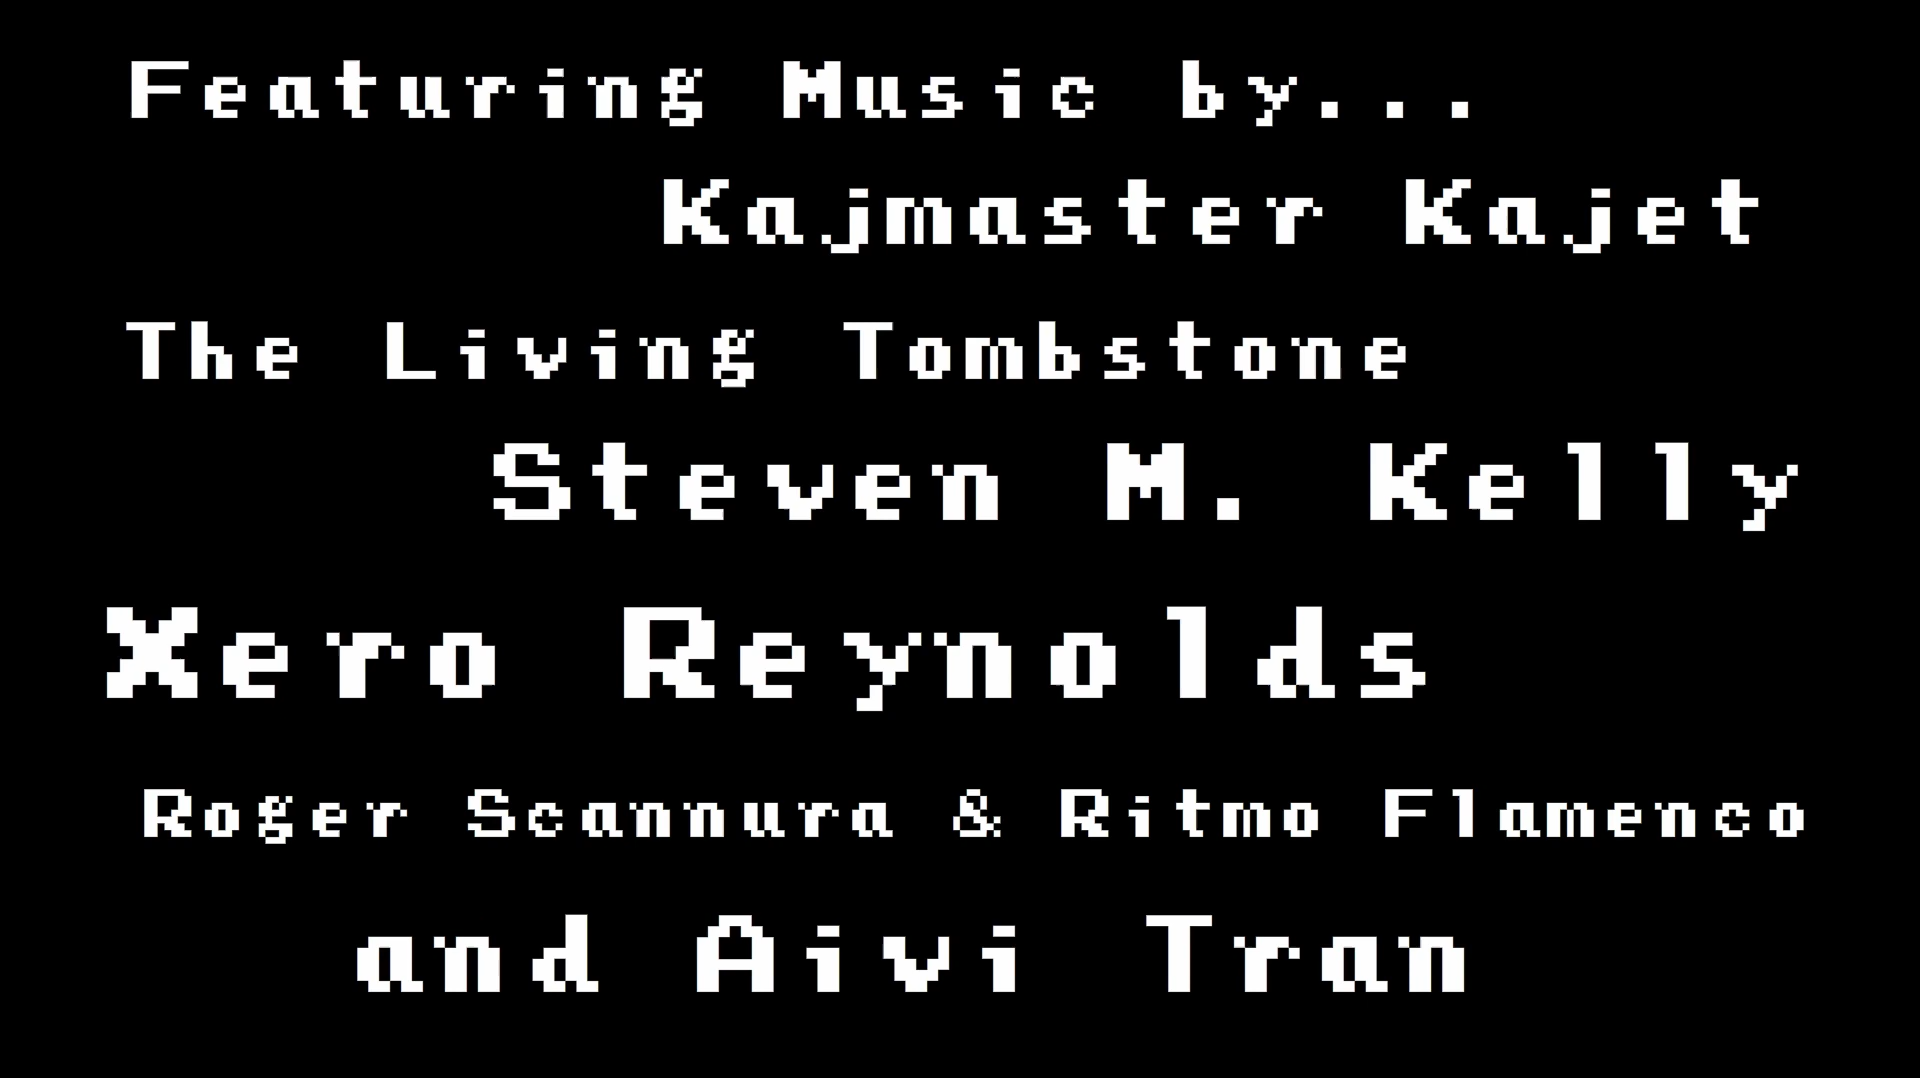 Featuring Music by...
Kajmaster Kajet
The Living Tombstone
Steven M. Kelly
Xero Reynolds
Roger Scannura & Ritmo Flamenco
and Aivi Tran